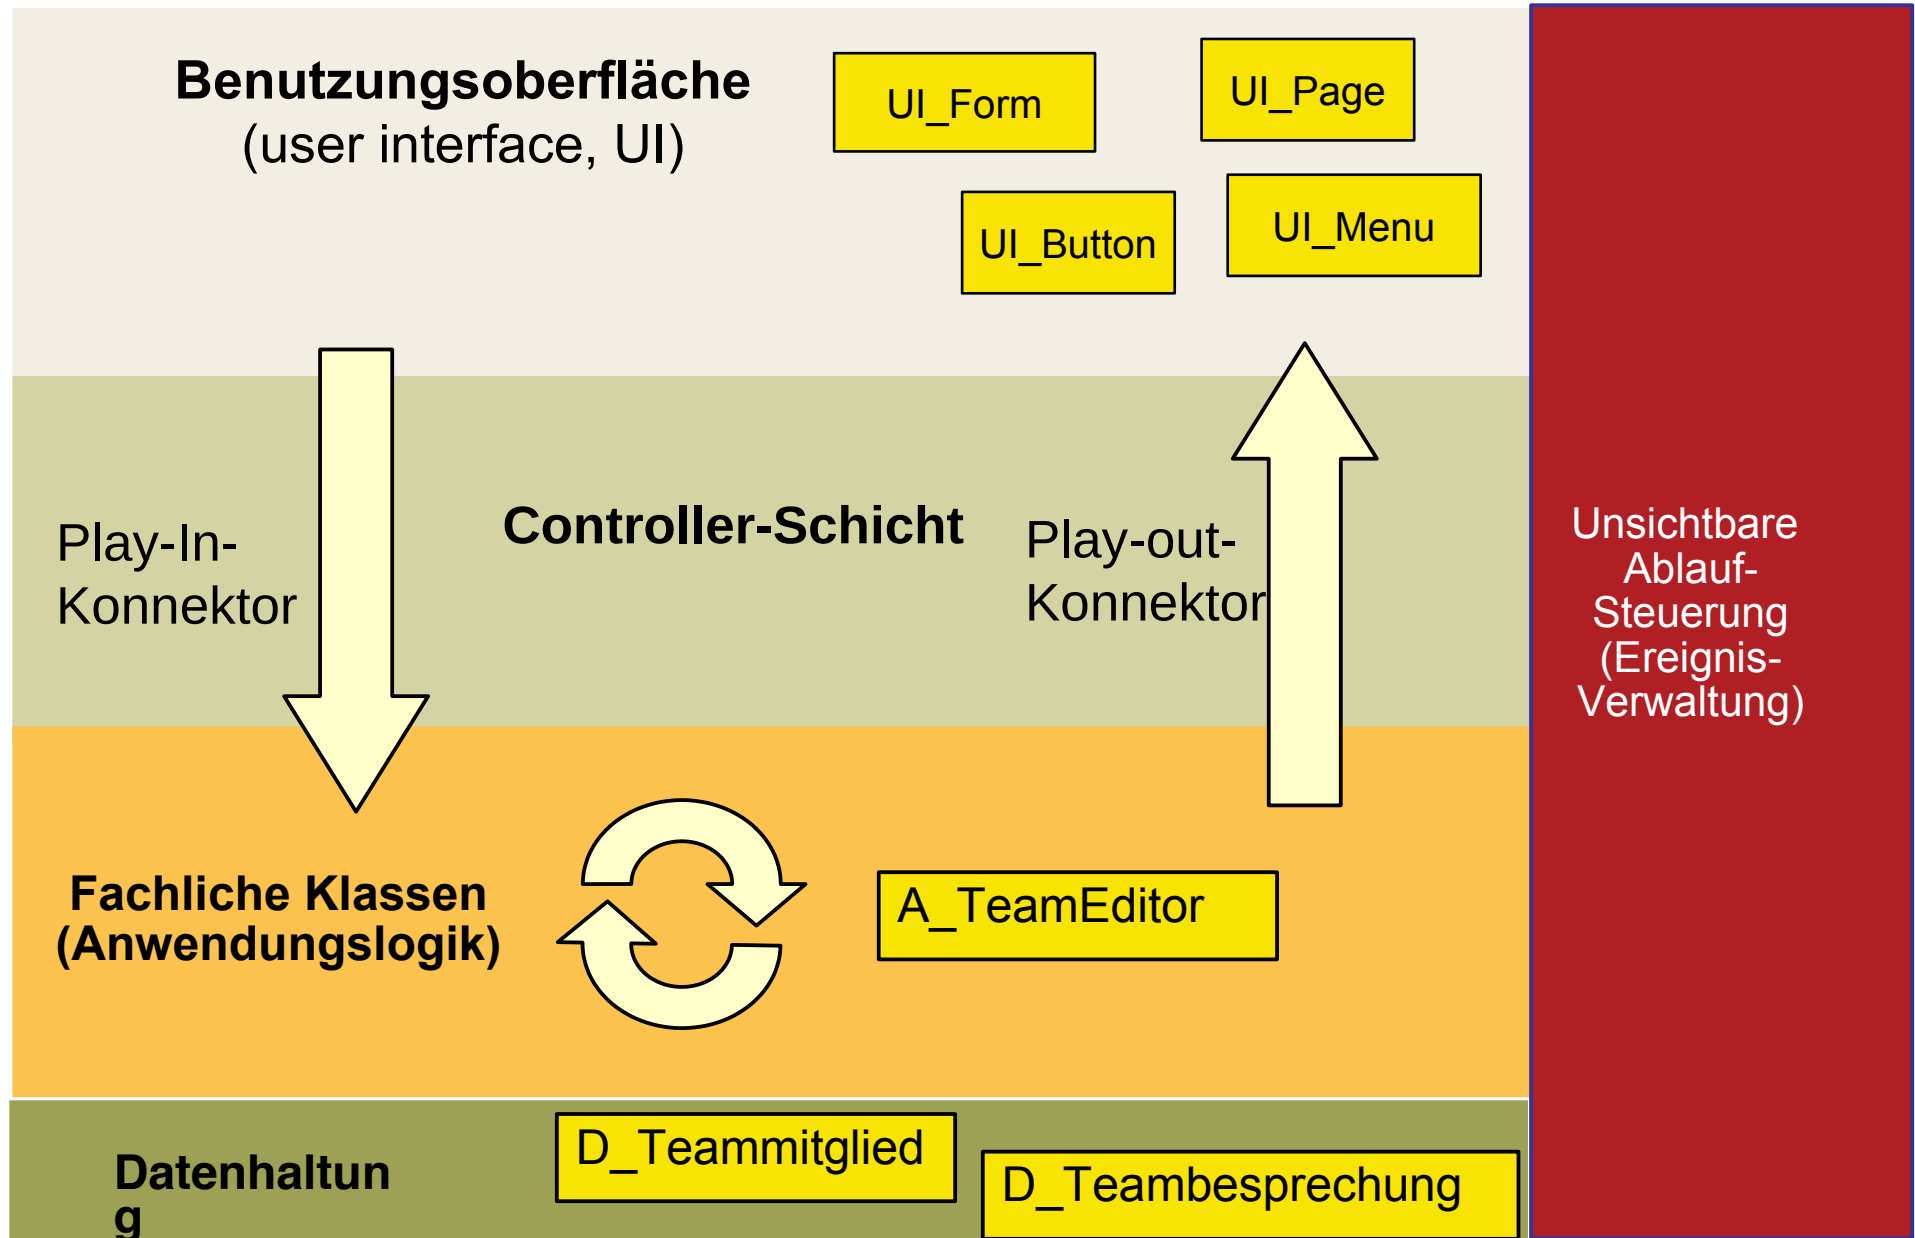 Benutzungsoberfläche
(user interface, UI)
UI_Form
UI_Page
UI_Button
UI_Menu
Play-In-
Konnektor
Controller-Schicht
Play-out-
Konnektor
Unsichtbare
Ablauf-
Steuerung
(Ereignis-
Verwaltung)
Fachliche Klassen
(Anwendungslogik)
A_TeamEditor
Datenhaltun
g
D_Teammitglied
D_Teambesprechung